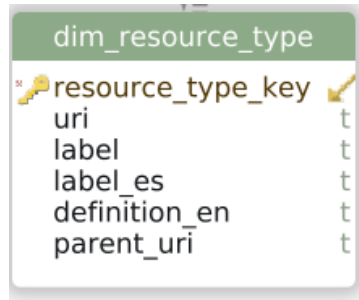 dim_resource_type
resource_type_key
uri t
label t
label_es t
definition_en t
parent_uri t